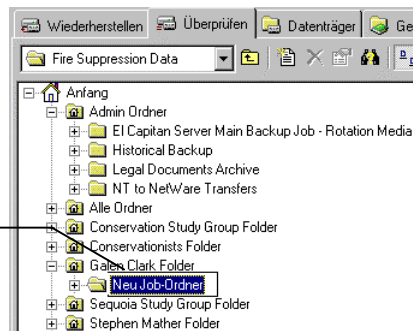 Wiederherstellen Überprüfen Datenträger Ge
Fire Suppression Data
Anfang
Admin Ordner
El Capitan Server Main Backup Job - Rotation Media
Historical Backup
Legal Documents Archive
NT to NetWare Transfers
Alle Ordner
Conservation Study Group Folder
Conservationists Folder
Galen Clark Folder
Neu Job-Ordner
Sequoia Study Group Folder
Stephen Mather Folder